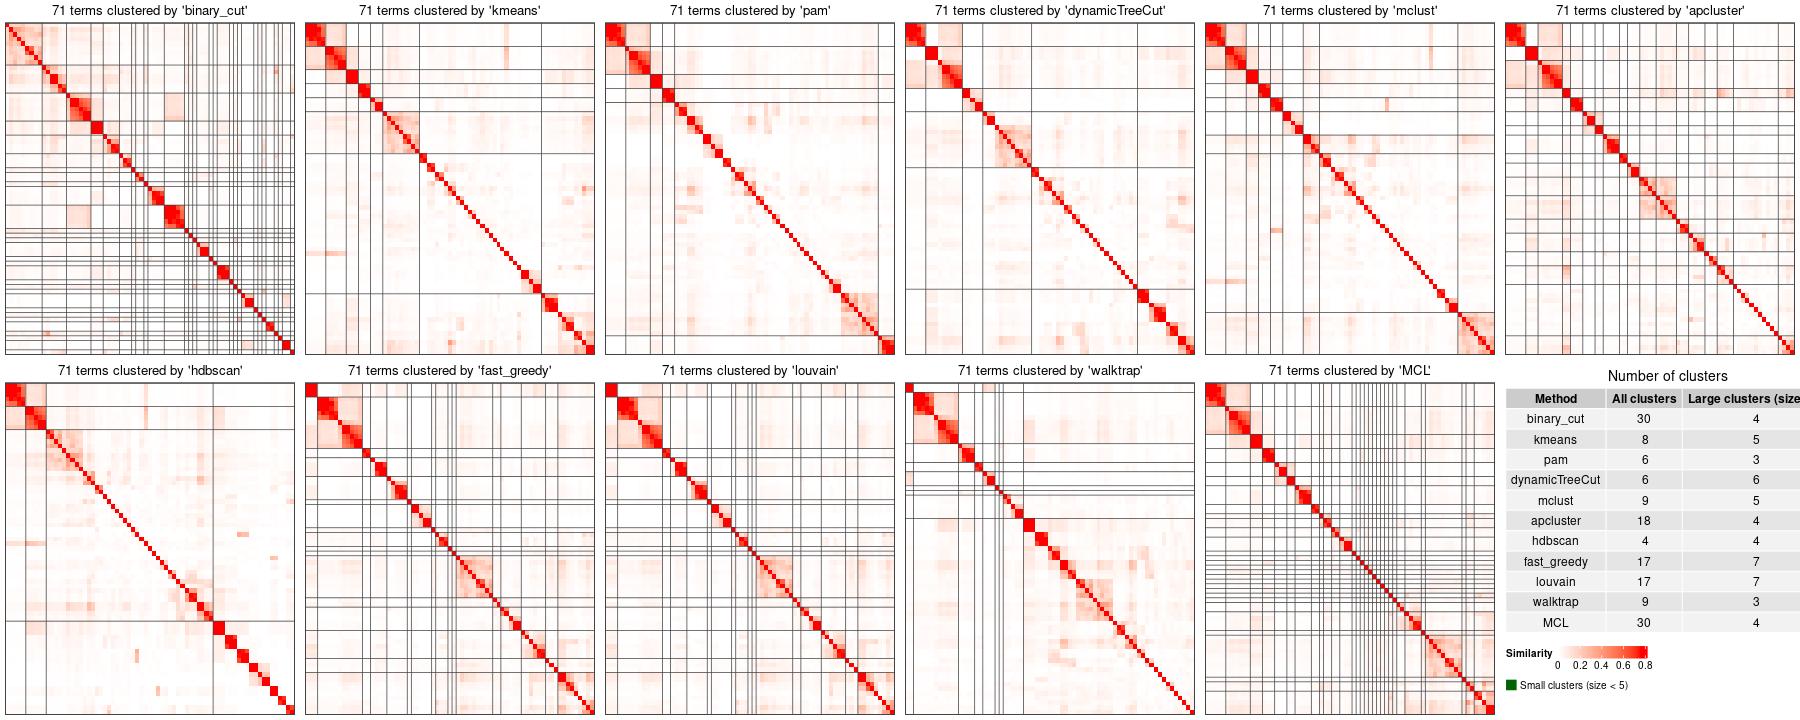 71 terms clustered by 'binary_cut'
71 terms clustered by 'kmeans'
71 terms clustered by 'pam'
71 terms clustered by 'dynamicTreeCut'
71 terms clustered by 'mclust'
71 terms clustered by 'apcluster'
71 terms clustered by 'hdbscan'
71 terms clustered by 'fast_greedy'
71 terms clustered by 'louvain'
71 terms clustered by 'walktrap'
71 terms clustered by 'MCL'
Number of clusters
Method All clusters Large clusters (size
binary_cut 30 4
kmeans 8 5
pam 6 3
dynamicTreeCut 6 6
mclust 9 5
apcluster 18 4
hdbscan 4 4
fast_greedy 17 7
louvain 17 7
walktrap 9 3
MCL 30 4
Similarity
0 0.2 0.4 0.6 0.8
Small clusters (size < 5)